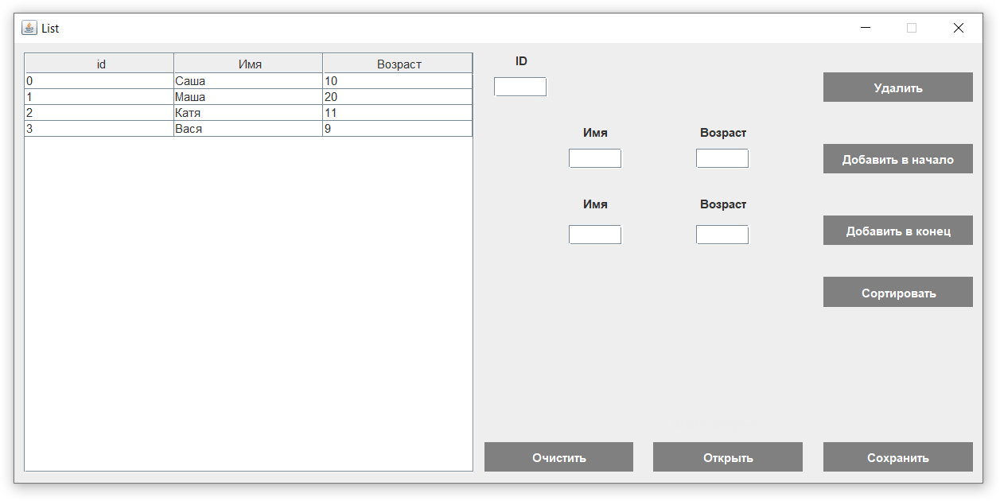 List
id Имя Возраст
0 Саша 10
1 Маша 20
2 Катя 11
3 Вася 9
ID
Удалить
Имя Возраст
Добавить в начало
Имя Возраст
Добавить в конец
Сортировать
Очистить Открыть Сохранить